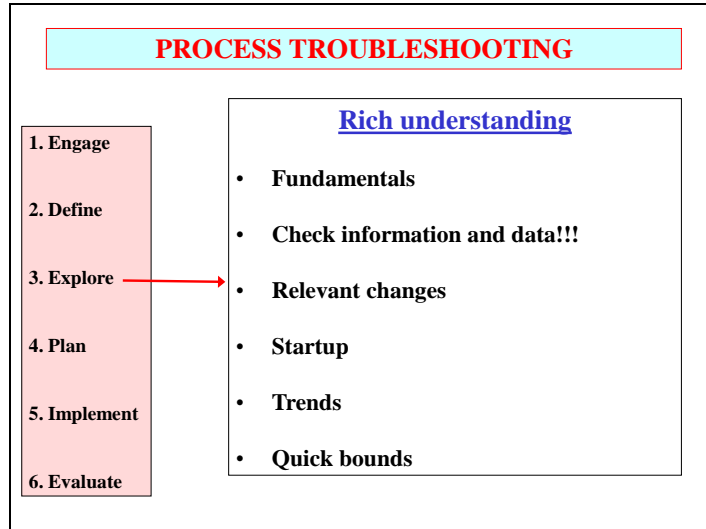 PROCESS TROUBLESHOOTING
1. Engage
2. Define
3. Explore
4. Plan
5. Implement
6. Evaluate
Rich understanding
• Fundamentals
• Check information and data!!!
• Relevant changes
• Startup
• Trends
• Quick bounds